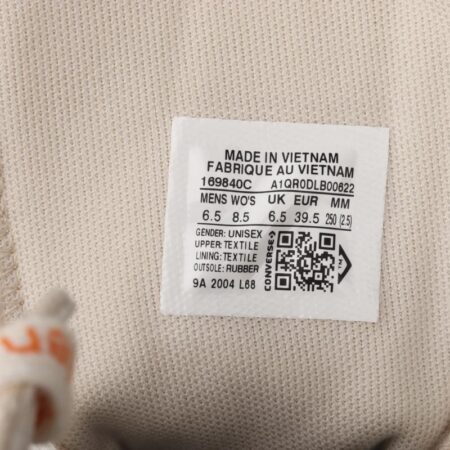 MADE IN VIETNAM
FABRIQUE AU VIETNAM
169840C A1QR0DLB00622
MENS WO'S UK EUR MM
6.5 8.5 6.5 39.5 250 (2.5)
GENDER: UNISEX
UPPER: TEXTILE
LINING: TEXTILE
OUTSOLE: RUBBER
9A 2004 L68
CONVERSE